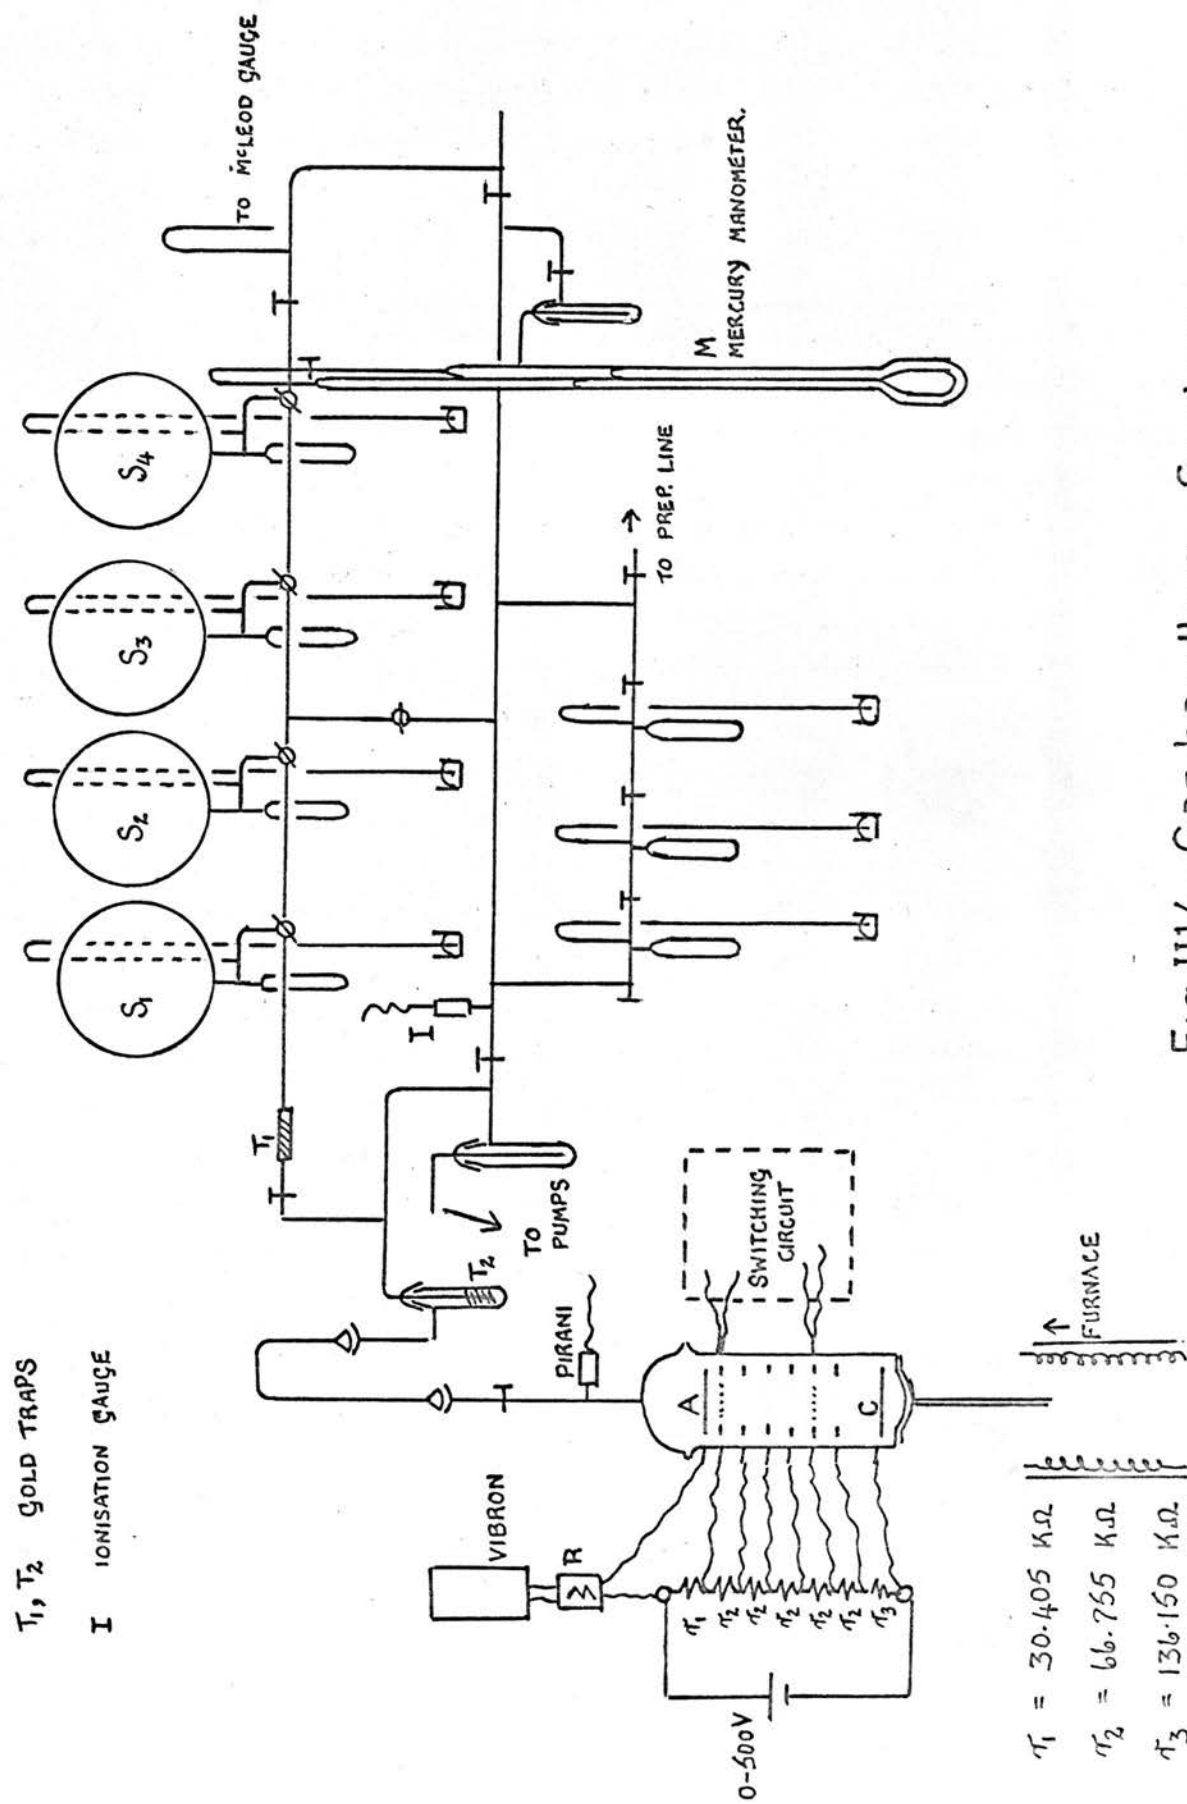 T1, T2 GOLD TRAPS
I IONISATION GAUGE
S1
S2
S3
S4
TO McLEOD GAUGE
T1
I
T2
TO
PUMPS
M
MERCURY MANOMETER.
TO PREP. LINE
PIRANI
VIBRON
R
A
C
SWITCHING
CIRCUIT
0-500V
r1
r2
r2
r2
r2
r2
r3
FURNACE
r1 = 30.405 KΩ
r2 = 66.755 KΩ
r3 = 136.150 KΩ